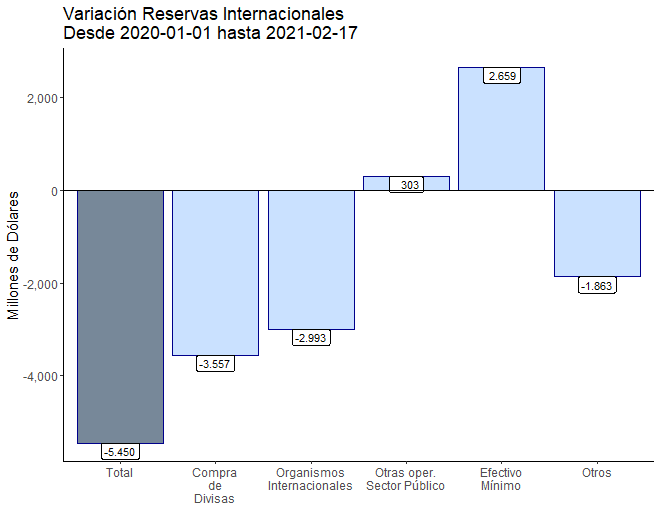 Variación Reservas Internacionales
Desde 2020-01-01 hasta 2021-02-17
Millones de Dólares
2,000
0
-2,000
-4,000
-5.450
-3.557
-2.993
303
2.659
-1.863
Total
Compra
de
Divisas
Organismos
Internacionales
Otras oper.
Sector Público
Efectivo
Mínimo
Otros